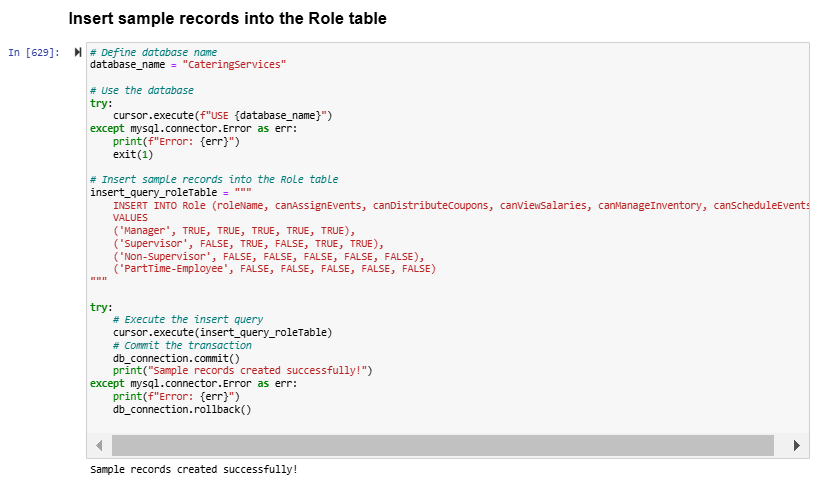 Insert sample records into the Role table
In [629]:
# Define database name
database_name = "CateringServices"

# Use the database
try:
    cursor.execute(f"USE {database_name}")
except mysql.connector.Error as err:
    print(f"Error: {err}")
    exit(1)

# Insert sample records into the Role table
insert_query_roleTable = """
    INSERT INTO Role (roleName, canAssignEvents, canDistributeCoupons, canViewSalaries, canManageInventory, canScheduleEvents
    VALUES
    ('Manager', TRUE, TRUE, TRUE, TRUE, TRUE),
    ('Supervisor', FALSE, TRUE, FALSE, TRUE, TRUE),
    ('Non-Supervisor', FALSE, FALSE, FALSE, FALSE, FALSE),
    ('PartTime-Employee', FALSE, FALSE, FALSE, FALSE, FALSE)
"""

try:
    # Execute the insert query
    cursor.execute(insert_query_roleTable)
    # Commit the transaction
    db_connection.commit()
    print("Sample records created successfully!")
except mysql.connector.Error as err:
    print(f"Error: {err}")
    db_connection.rollback()

Sample records created successfully!